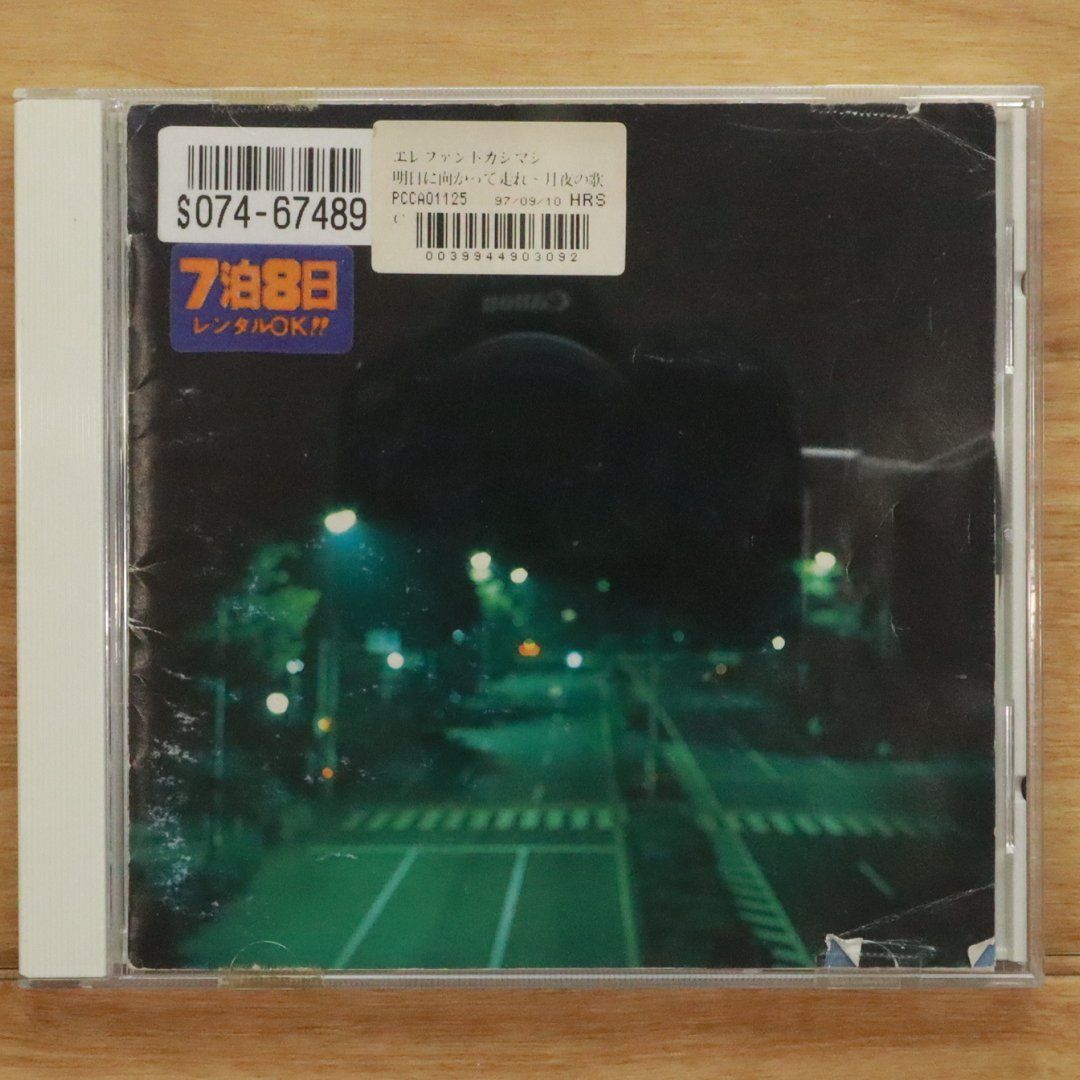 S074-67489
エレファントカシマシ
明日に向かって走れ-月夜の歌
PCCA01125 97/09/10 HRS
C
0039944903092
7泊8日
レンタルOK!!
Canon